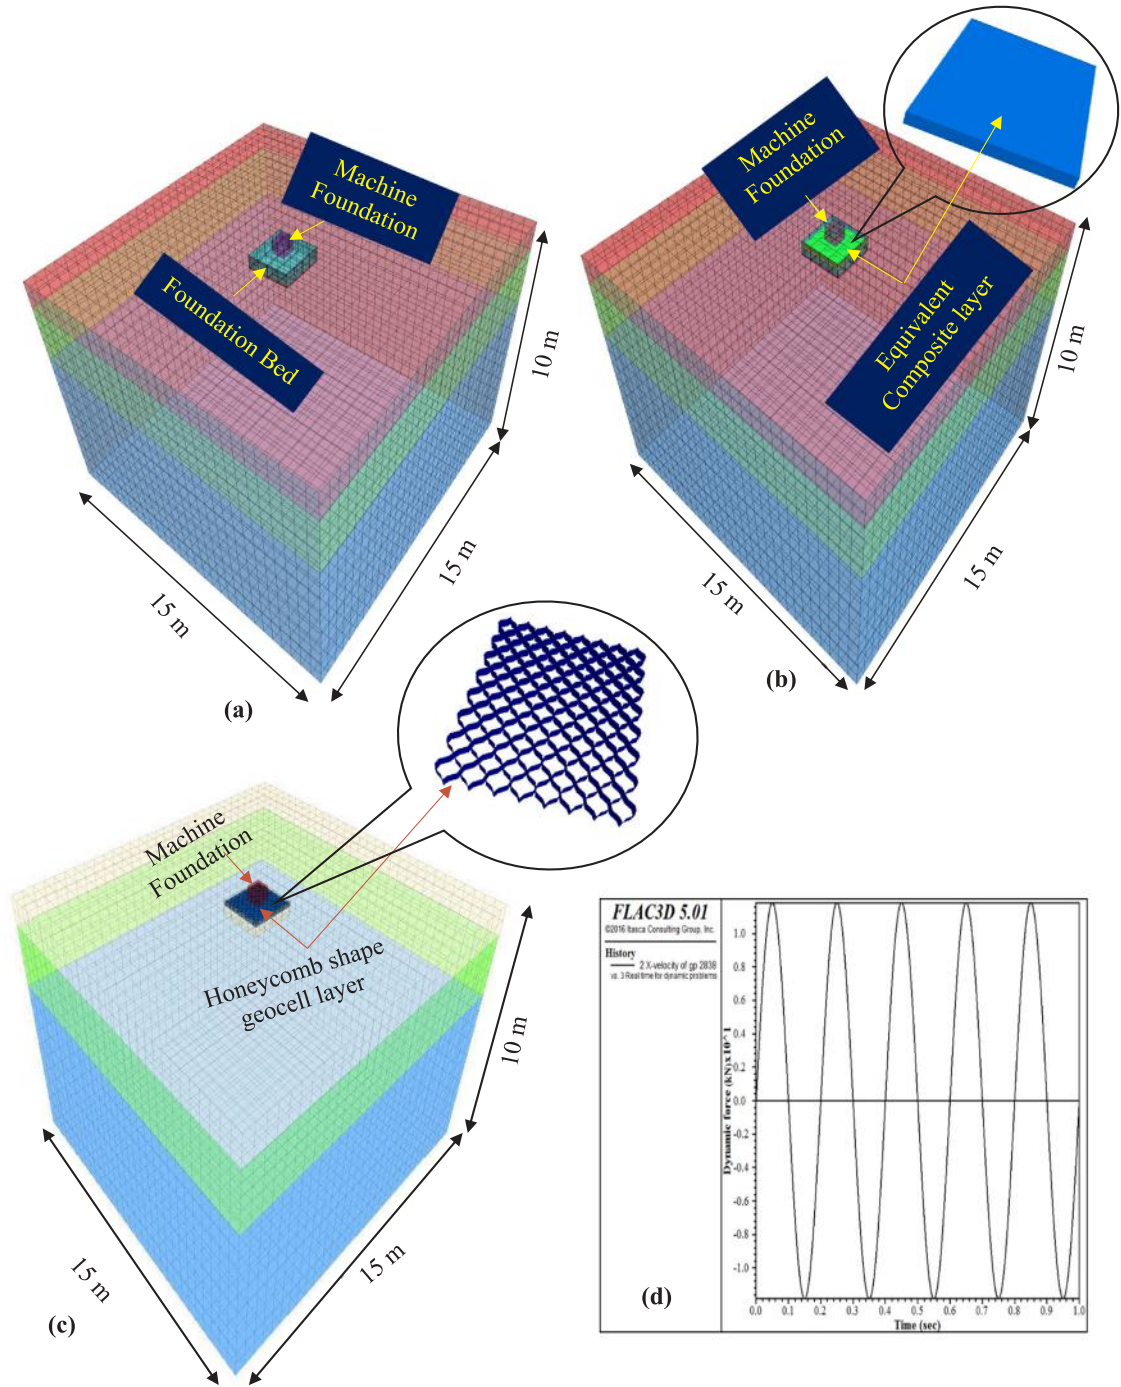 Machine
Foundation
Foundation Bed
10 m
15 m
15 m
(a)
Machine
Foundation
Equivalent
Composite layer
10 m
15 m
15 m
(b)
Machine
Foundation
Honeycomb shape
geocell layer
10 m
15 m
15 m
(c)
FLAC3D 5.01
©2016 Itasca Consulting Group, Inc.
History
2 X-velocity of gp 2838
vs. 3 Real time for dynamic problems
Dynamic force (kN)x10^1
1.0
0.8
0.6
0.4
0.2
0.0
-0.2
-0.4
-0.6
-0.8
-1.0
0.0 0.1 0.2 0.3 0.4 0.5 0.6 0.7 0.8 0.9 1.0
Time (sec)
(d)